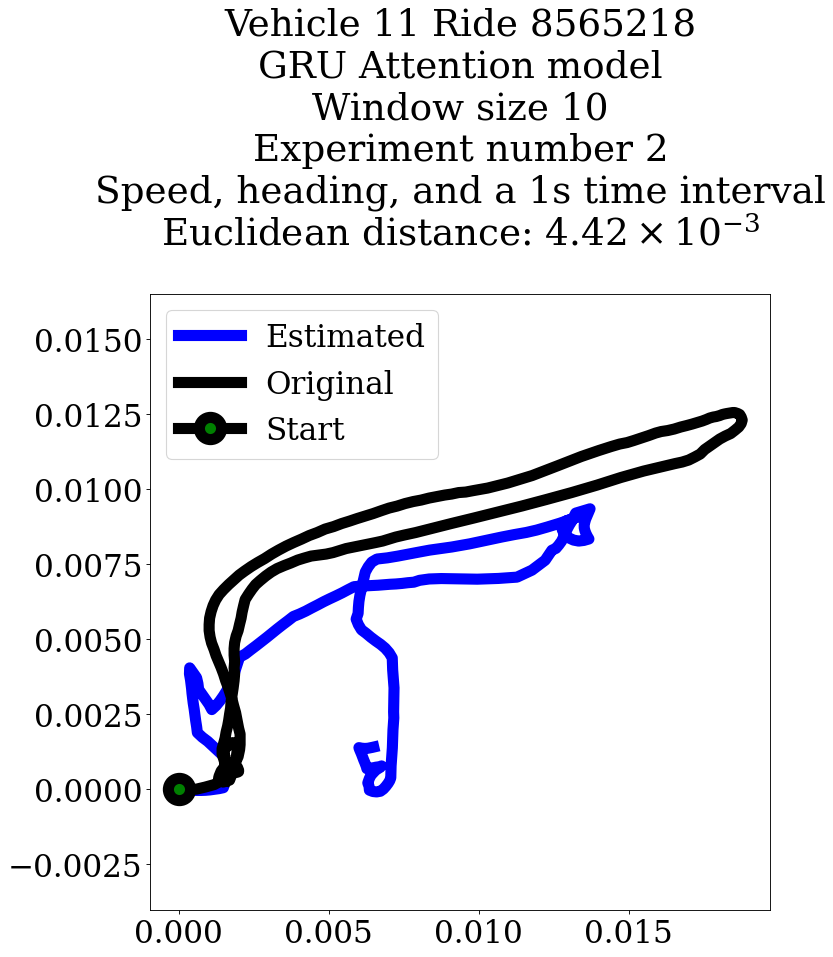 Vehicle 11 Ride 8565218
GRU Attention model
Window size 10
Experiment number 2
Speed, heading, and a 1s time interval
Euclidean distance: 4.42 × 10⁻³
Estimated
Original
Start
0.0150
0.0125
0.0100
0.0075
0.0050
0.0025
0.0000
−0.0025
0.000 0.005 0.010 0.015